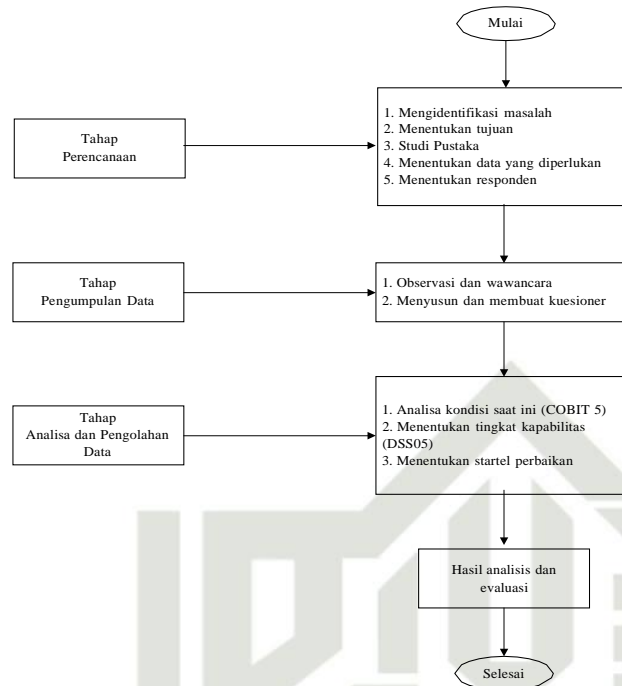 Mulai
Tahap
Perencanaan
1. Mengidentifikasi masalah
2. Menentukan tujuan
3. Studi Pustaka
4. Menentukan data yang diperlukan
5. Menentukan responden
Tahap
Pengumpulan Data
1. Observasi dan wawancara
2. Menyusun dan membuat kuesioner
Tahap
Analisa dan Pengolahan
Data
1. Analisa kondisi saat ini (COBIT 5)
2. Menentukan tingkat kapabilitas
(DSS05)
3. Menentukan startel perbaikan
Hasil analisis dan
evaluasi
Selesai